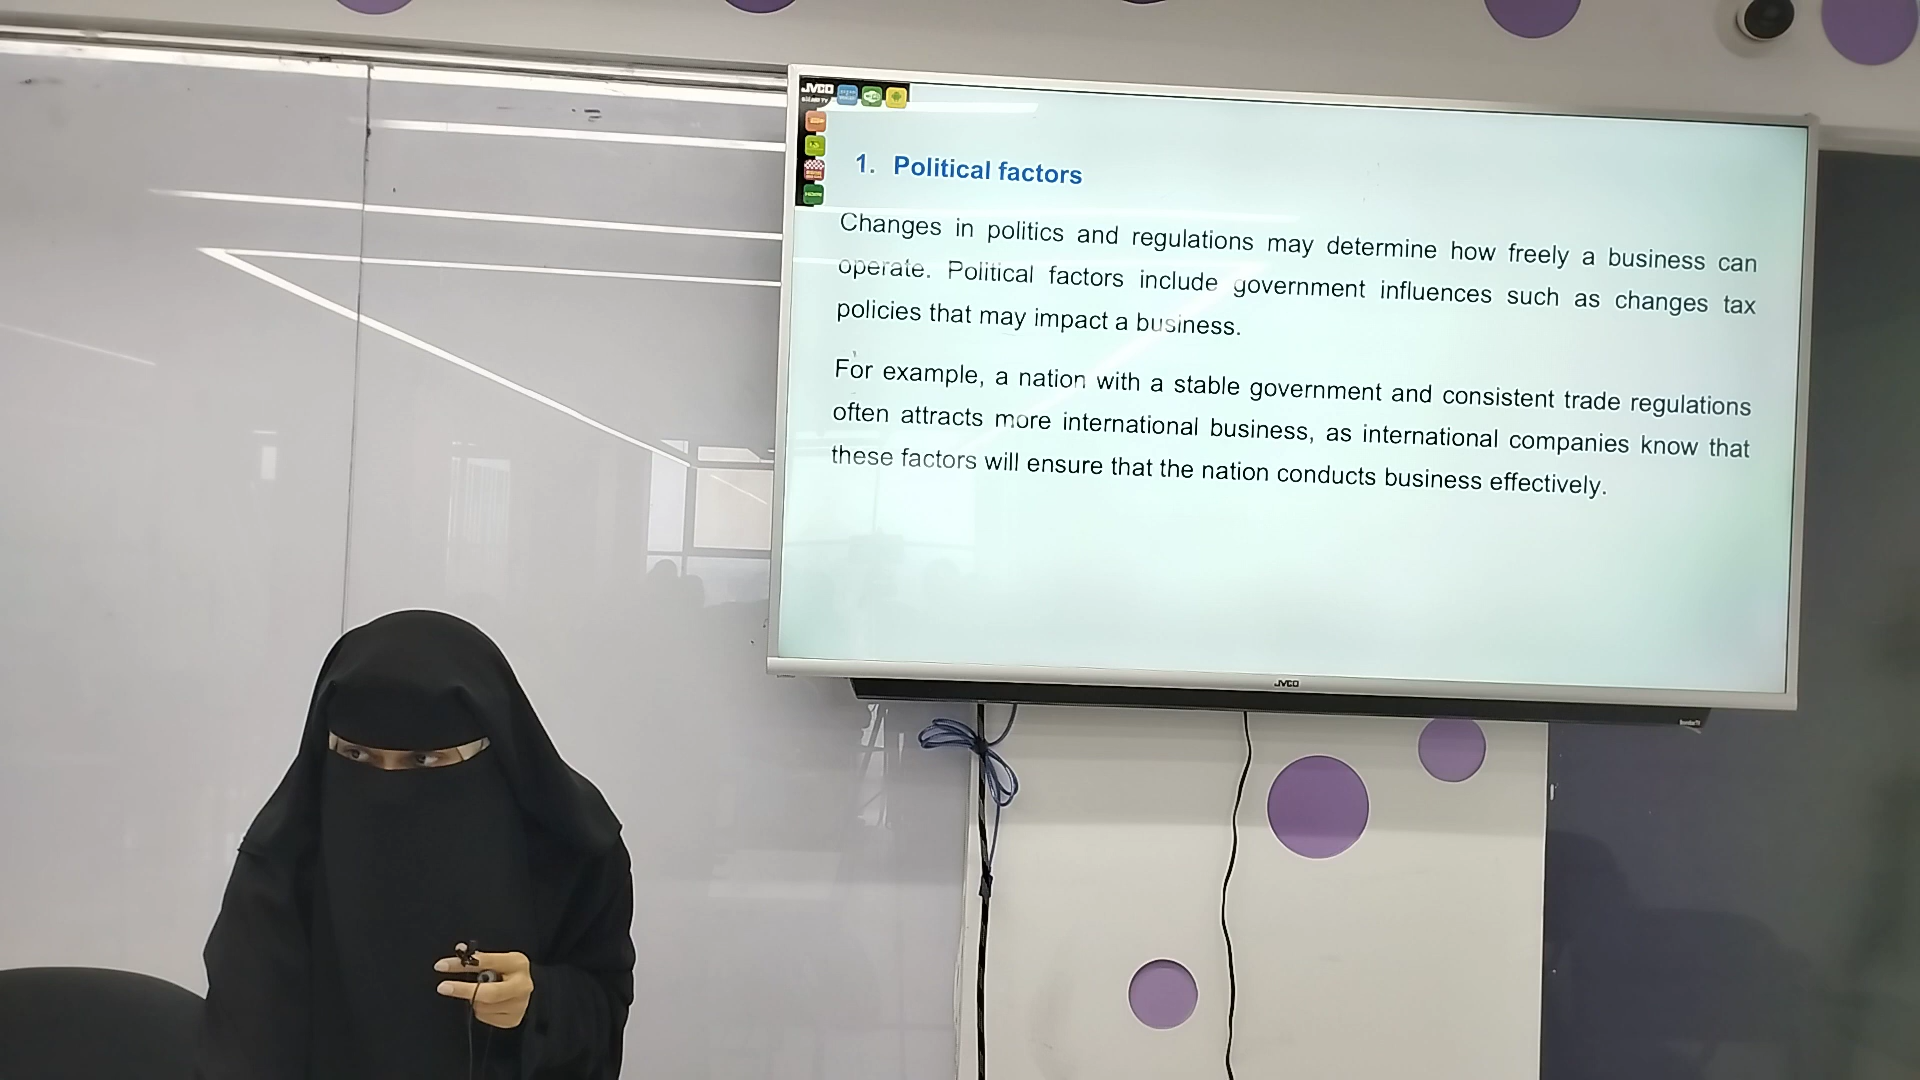 JVCO
1. Political factors
Changes in politics and regulations may determine how freely a business can
operate. Political factors include government influences such as changes tax
policies that may impact a business.
For example, a nation with a stable government and consistent trade regulations
often attracts more international business, as international companies know that
these factors will ensure that the nation conducts business effectively.
JVCO